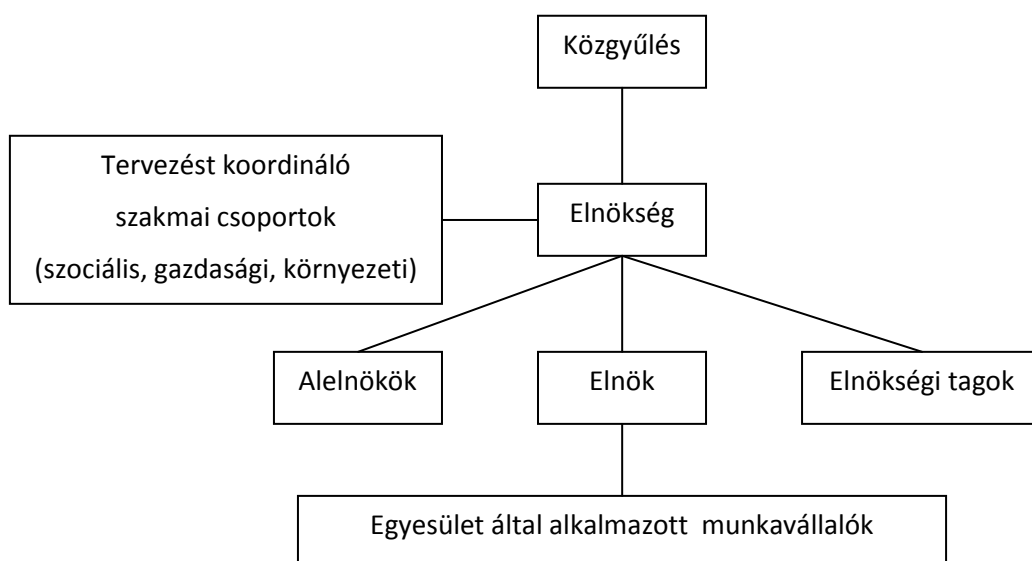 Közgyűlés
Tervezést koordináló
szakmai csoportok
(szociális, gazdasági, környezeti)
Elnökség
Alelnökök
Elnök
Elnökségi tagok
Egyesület által alkalmazott munkavállalók